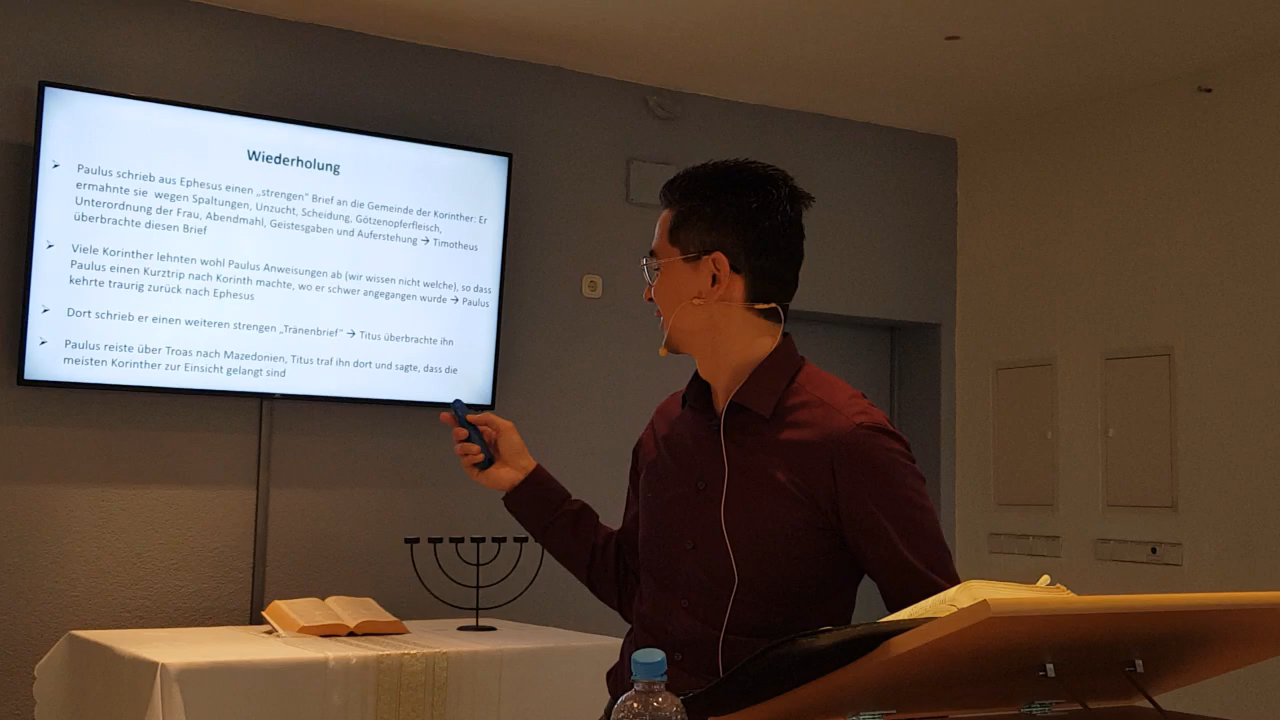 Wiederholung
➢ Paulus schrieb aus Ephesus einen „strengen" Brief an die Gemeinde der Korinther: Er
ermahnte sie wegen Spaltungen, Unzucht, Scheidung, Götzenopferfleisch,
Unterordnung der Frau, Abendmahl, Geistesgaben und Auferstehung → Timotheus
überbrachte diesen Brief
➢ Viele Korinther lehnten wohl Paulus Anweisungen ab (wir wissen nicht welche), so dass
Paulus einen Kurztrip nach Korinth machte, wo er schwer angegangen wurde → Paulus
kehrte traurig zurück nach Ephesus
➢ Dort schrieb er einen weiteren strengen „Tränenbrief" → Titus überbrachte ihn
➢ Paulus reiste über Troas nach Mazedonien, Titus traf ihn dort und sagte, dass die
meisten Korinther zur Einsicht gelangt sind